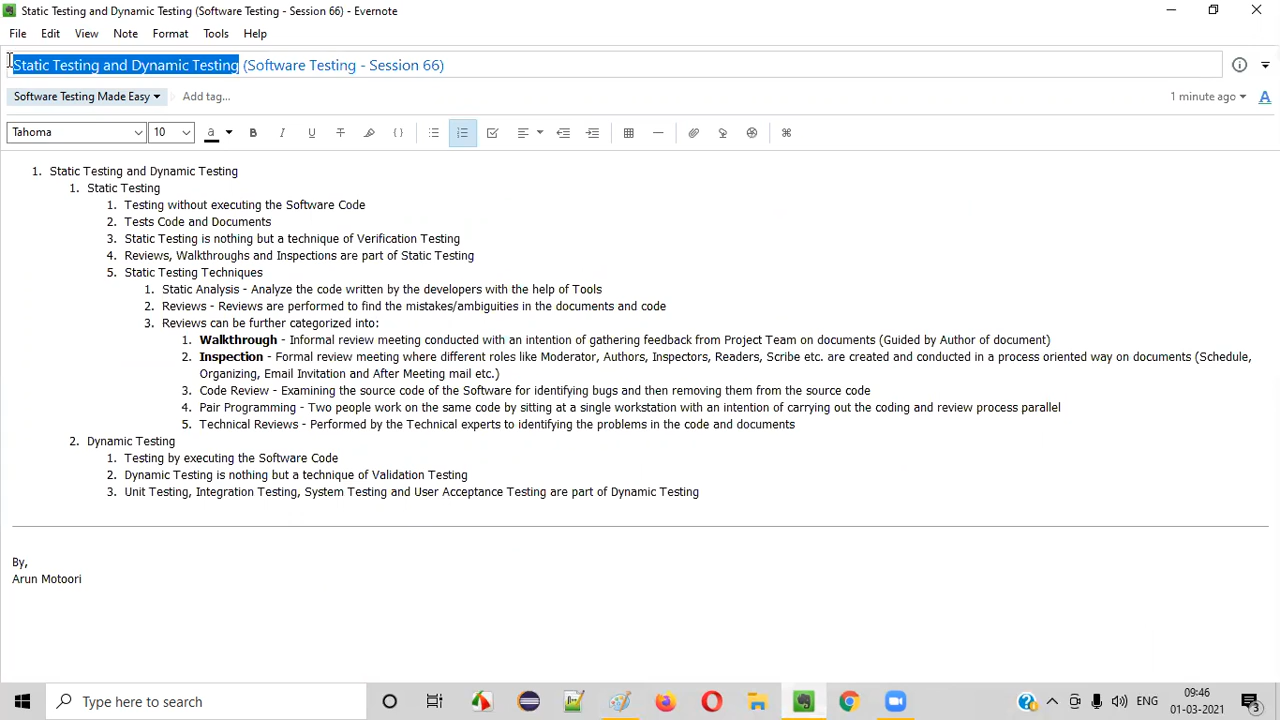 Static Testing and Dynamic Testing (Software Testing - Session 66) - Evernote
File Edit View Note Format Tools Help
Static Testing and Dynamic Testing (Software Testing - Session 66)
Software Testing Made Easy Add tag... 1 minute ago A
Tahoma 10 a B I U T { }
1. Static Testing and Dynamic Testing
1. Static Testing
1. Testing without executing the Software Code
2. Tests Code and Documents
3. Static Testing is nothing but a technique of Verification Testing
4. Reviews, Walkthroughs and Inspections are part of Static Testing
5. Static Testing Techniques
1. Static Analysis - Analyze the code written by the developers with the help of Tools
2. Reviews - Reviews are performed to find the mistakes/ambiguities in the documents and code
3. Reviews can be further categorized into:
1. Walkthrough - Informal review meeting conducted with an intention of gathering feedback from Project Team on documents (Guided by Author of document)
2. Inspection - Formal review meeting where different roles like Moderator, Authors, Inspectors, Readers, Scribe etc. are created and conducted in a process oriented way on documents (Schedule,
Organizing, Email Invitation and After Meeting mail etc.)
3. Code Review - Examining the source code of the Software for identifying bugs and then removing them from the source code
4. Pair Programming - Two people work on the same code by sitting at a single workstation with an intention of carrying out the coding and review process parallel
5. Technical Reviews - Performed by the Technical experts to identifying the problems in the code and documents
2. Dynamic Testing
1. Testing by executing the Software Code
2. Dynamic Testing is nothing but a technique of Validation Testing
3. Unit Testing, Integration Testing, System Testing and User Acceptance Testing are part of Dynamic Testing
By,
Arun Motoori
Type here to search
ENG
09:46
01-03-2021
3